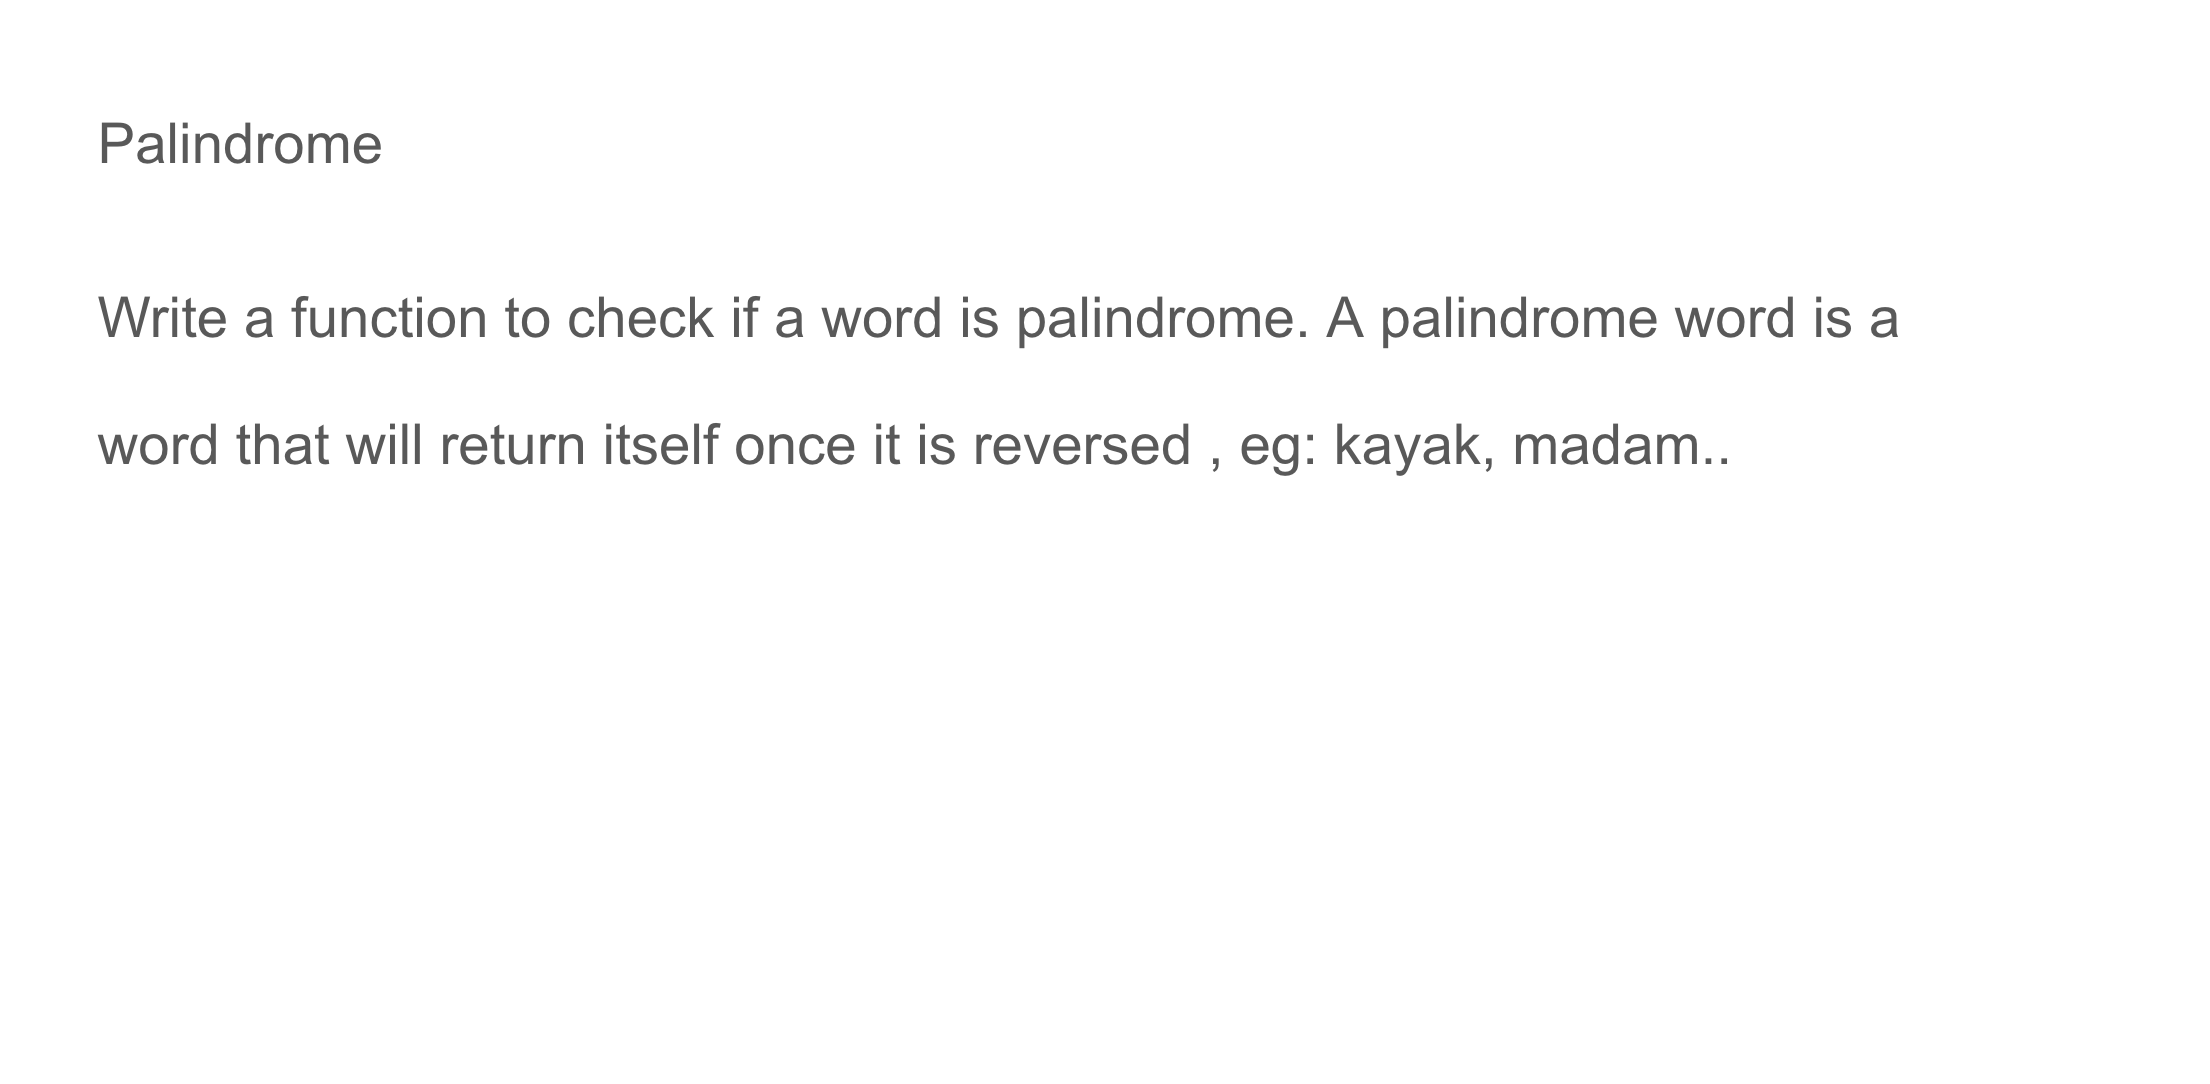 Palindrome
Write a function to check if a word is palindrome. A palindrome word is a
word that will return itself once it is reversed , eg: kayak, madam..